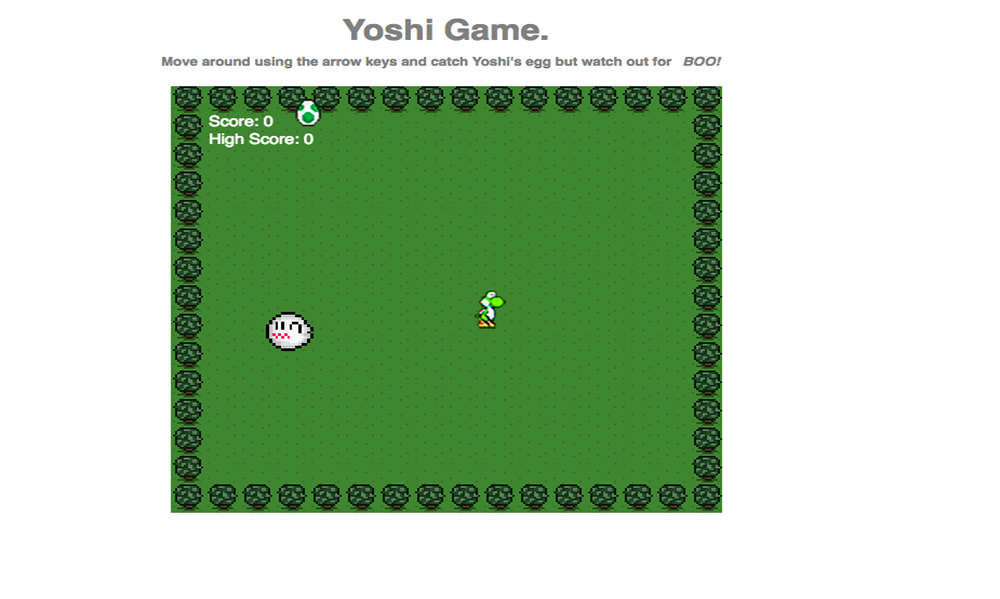 Yoshi Game.
Move around using the arrow keys and catch Yoshi's egg but watch out for BOO!
Score: 0
High Score: 0